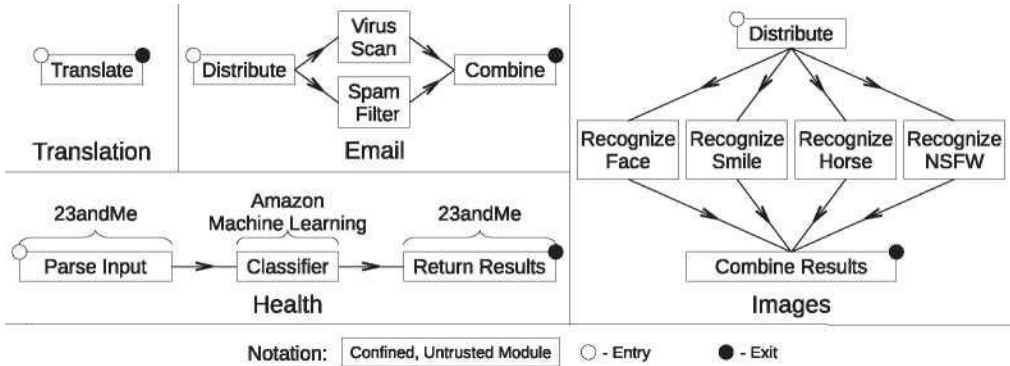 Translate
Translation
Distribute
Virus
Scan
Spam
Filter
Combine
Email
23andMe
Amazon
Machine Learning
23andMe
Parse Input
Classifier
Return Results
Health
Distribute
Recognize
Face
Recognize
Smile
Recognize
Horse
Recognize
NSFW
Combine Results
Images
Notation: Confined, Untrusted Module - Entry - Exit